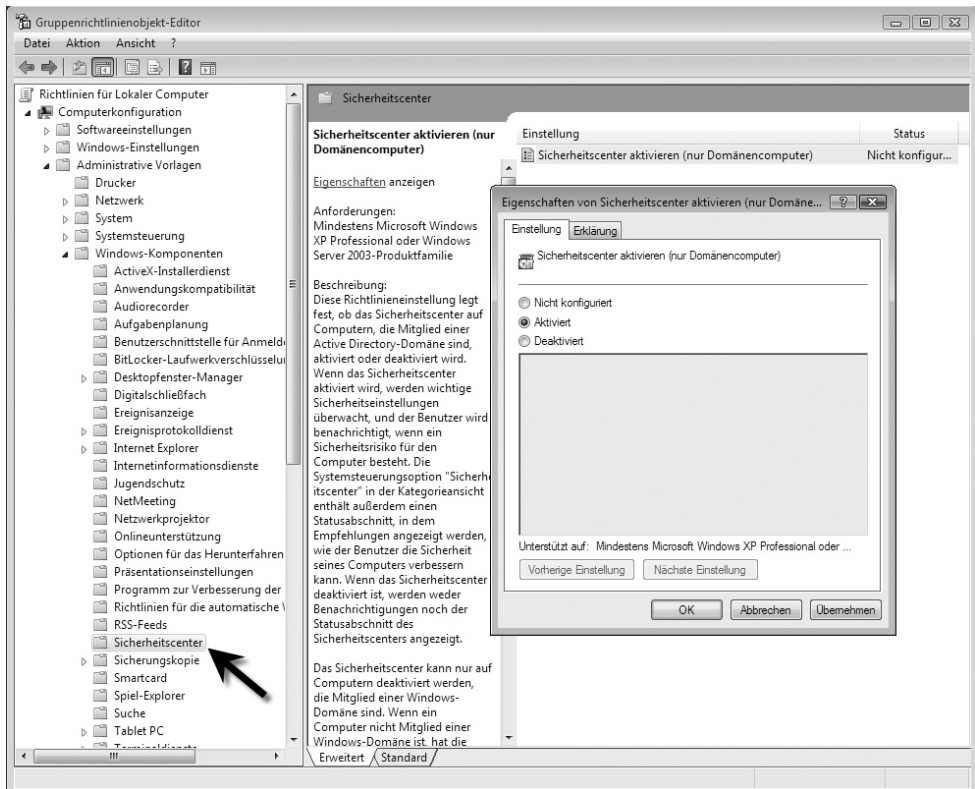 Gruppenrichtlinienobjekt-Editor
Datei Aktion Ansicht ?
Richtlinien für Lokaler Computer
Computerkonfiguration
Softwareeinstellungen
Windows-Einstellungen
Administrative Vorlagen
Drucker
Netzwerk
System
Systemsteuerung
Windows-Komponenten
ActiveX-Installerdienst
Anwendungskompatibilität
Audiorecorder
Aufgabenplanung
Benutzerschnittstelle für Anmeld
BitLocker-Laufwerkverschlüsselu
Desktopfenster-Manager
Digitalschließfach
Ereignisanzeige
Ereignisprotokolldienst
Internet Explorer
Internetinformationsdienste
Jugendschutz
NetMeeting
Netzwerkprojektor
Onlineunterstützung
Optionen für das Herunterfahren
Präsentationseinstellungen
Programm zur Verbesserung der
Richtlinien für die automatische
RSS-Feeds
Sicherheitscenter
Sicherungskopie
Smartcard
Spiel-Explorer
Suche
Tablet PC
Sicherheitscenter
Sicherheitscenter aktivieren (nur
Domänencomputer)
Eigenschaften anzeigen
Anforderungen:
Mindestens Microsoft Windows
XP Professional oder Windows
Server 2003-Produktfamilie
Beschreibung:
Diese Richtlinieneinstellung legt
fest, ob das Sicherheitscenter auf
Computern, die Mitglied einer
Active Directory-Domäne sind,
aktiviert oder deaktiviert wird.
Wenn das Sicherheitscenter
aktiviert wird, werden wichtige
Sicherheitseinstellungen
überwacht, und der Benutzer wird
benachrichtigt, wenn ein
Sicherheitsrisiko für den
Computer besteht. Die
Systemsteuerungsoption "Sicherhe
itscenter" in der Kategorieansicht
enthält außerdem einen
Statusabschnitt, in dem
Empfehlungen angezeigt werden,
wie der Benutzer die Sicherheit
seines Computers verbessern
kann. Wenn das Sicherheitscenter
deaktiviert ist, werden weder
Benachrichtigungen noch der
Statusabschnitt des
Sicherheitscenters angezeigt.
Das Sicherheitscenter kann nur auf
Computern deaktiviert werden,
die Mitglied einer Windows-
Domäne sind. Wenn ein
Computer nicht Mitglied einer
Windows-Domäne ist, hat die
Erweitert Standard
Einstellung Status
Sicherheitscenter aktivieren (nur Domänencomputer) Nicht konfigur...
Eigenschaften von Sicherheitscenter aktivieren (nur Domäne...
Einstellung Erklärung
Sicherheitscenter aktivieren (nur Domänencomputer)
Nicht konfiguriert
Aktiviert
Deaktiviert
Unterstützt auf: Mindestens Microsoft Windows XP Professional oder ...
Vorherige Einstellung Nächste Einstellung
OK Abbrechen Übernehmen